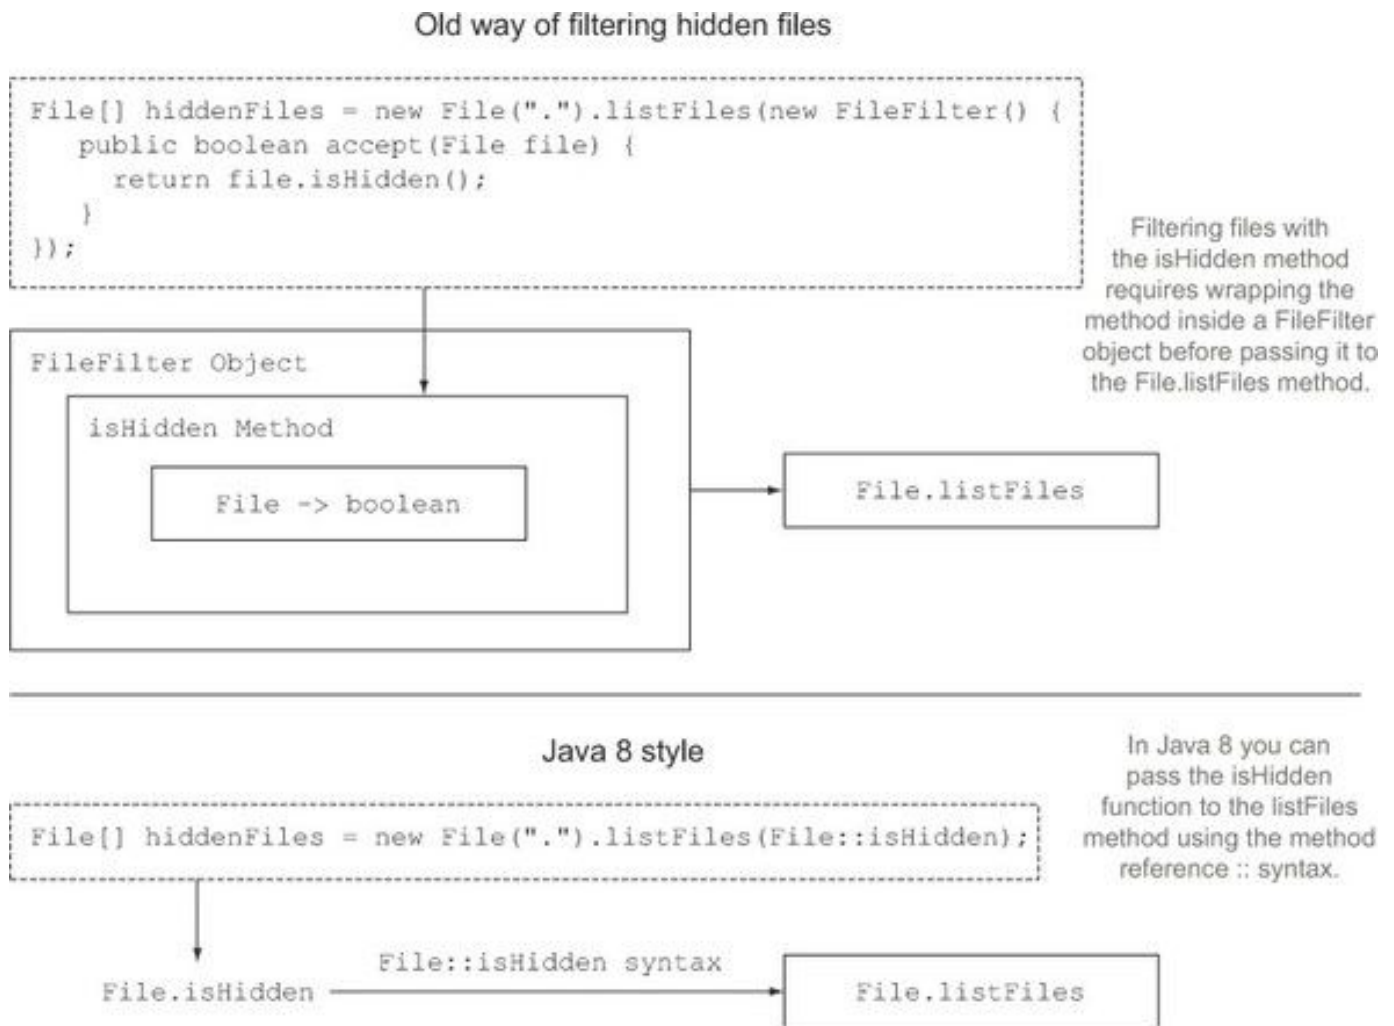 Old way of filtering hidden files
File[] hiddenFiles = new File(".").listFiles(new FileFilter() {
   public boolean accept(File file) {
     return file.isHidden();
   }
});
Filtering files with
the isHidden method
requires wrapping the
method inside a FileFilter
object before passing it to
the File.listFiles method.
FileFilter Object
isHidden Method
File -> boolean
File.listFiles
Java 8 style
In Java 8 you can
pass the isHidden
function to the listFiles
method using the method
reference :: syntax.
File[] hiddenFiles = new File(".").listFiles(File::isHidden);
File::isHidden syntax
File.isHidden
File.listFiles